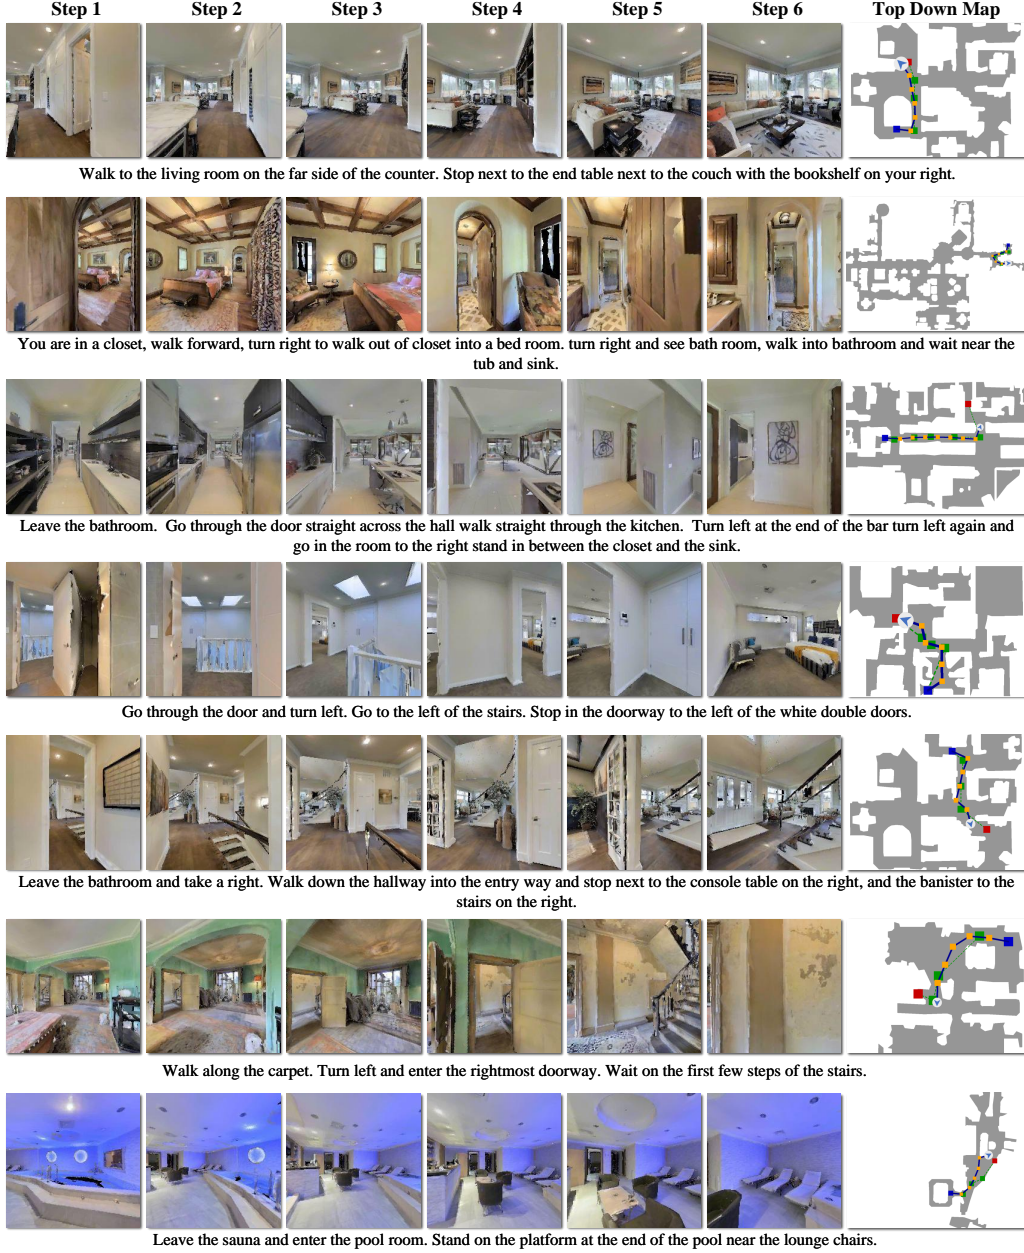 Step 1 Step 2 Step 3 Step 4 Step 5 Step 6 Top Down Map
Walk to the living room on the far side of the counter. Stop next to the end table next to the couch with the bookshelf on your right.
You are in a closet, walk forward, turn right to walk out of closet into a bed room. turn right and see bath room, walk into bathroom and wait near the
tub and sink.
Leave the bathroom. Go through the door straight across the hall walk straight through the kitchen. Turn left at the end of the bar turn left again and
go in the room to the right stand in between the closet and the sink.
Go through the door and turn left. Go to the left of the stairs. Stop in the doorway to the left of the white double doors.
Leave the bathroom and take a right. Walk down the hallway into the entry way and stop next to the console table on the right, and the banister to the
stairs on the right.
Walk along the carpet. Turn left and enter the rightmost doorway. Wait on the first few steps of the stairs.
Leave the sauna and enter the pool room. Stand on the platform at the end of the pool near the lounge chairs.